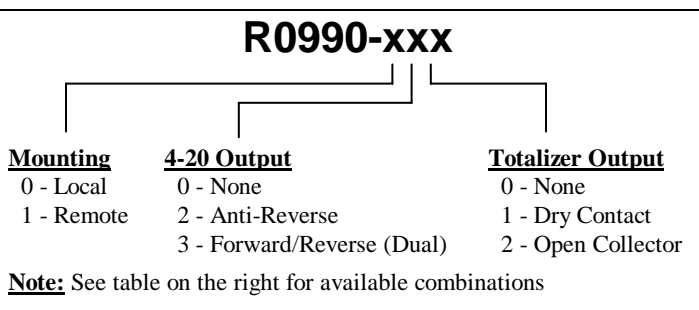 R0990-xxx
Mounting
0 - Local
1 - Remote
4-20 Output
0 - None
2 - Anti-Reverse
3 - Forward/Reverse (Dual)
Totalizer Output
0 - None
1 - Dry Contact
2 - Open Collector
Note: See table on the right for available combinations